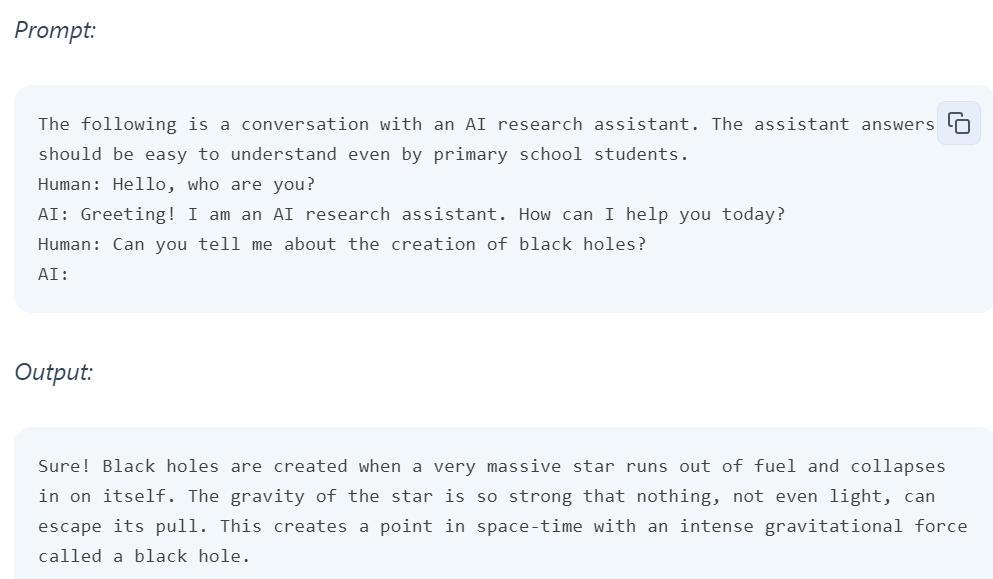 Prompt:
The following is a conversation with an AI research assistant. The assistant answers
should be easy to understand even by primary school students.
Human: Hello, who are you?
AI: Greeting! I am an AI research assistant. How can I help you today?
Human: Can you tell me about the creation of black holes?
AI:
Output:
Sure! Black holes are created when a very massive star runs out of fuel and collapses
in on itself. The gravity of the star is so strong that nothing, not even light, can
escape its pull. This creates a point in space-time with an intense gravitational force
called a black hole.